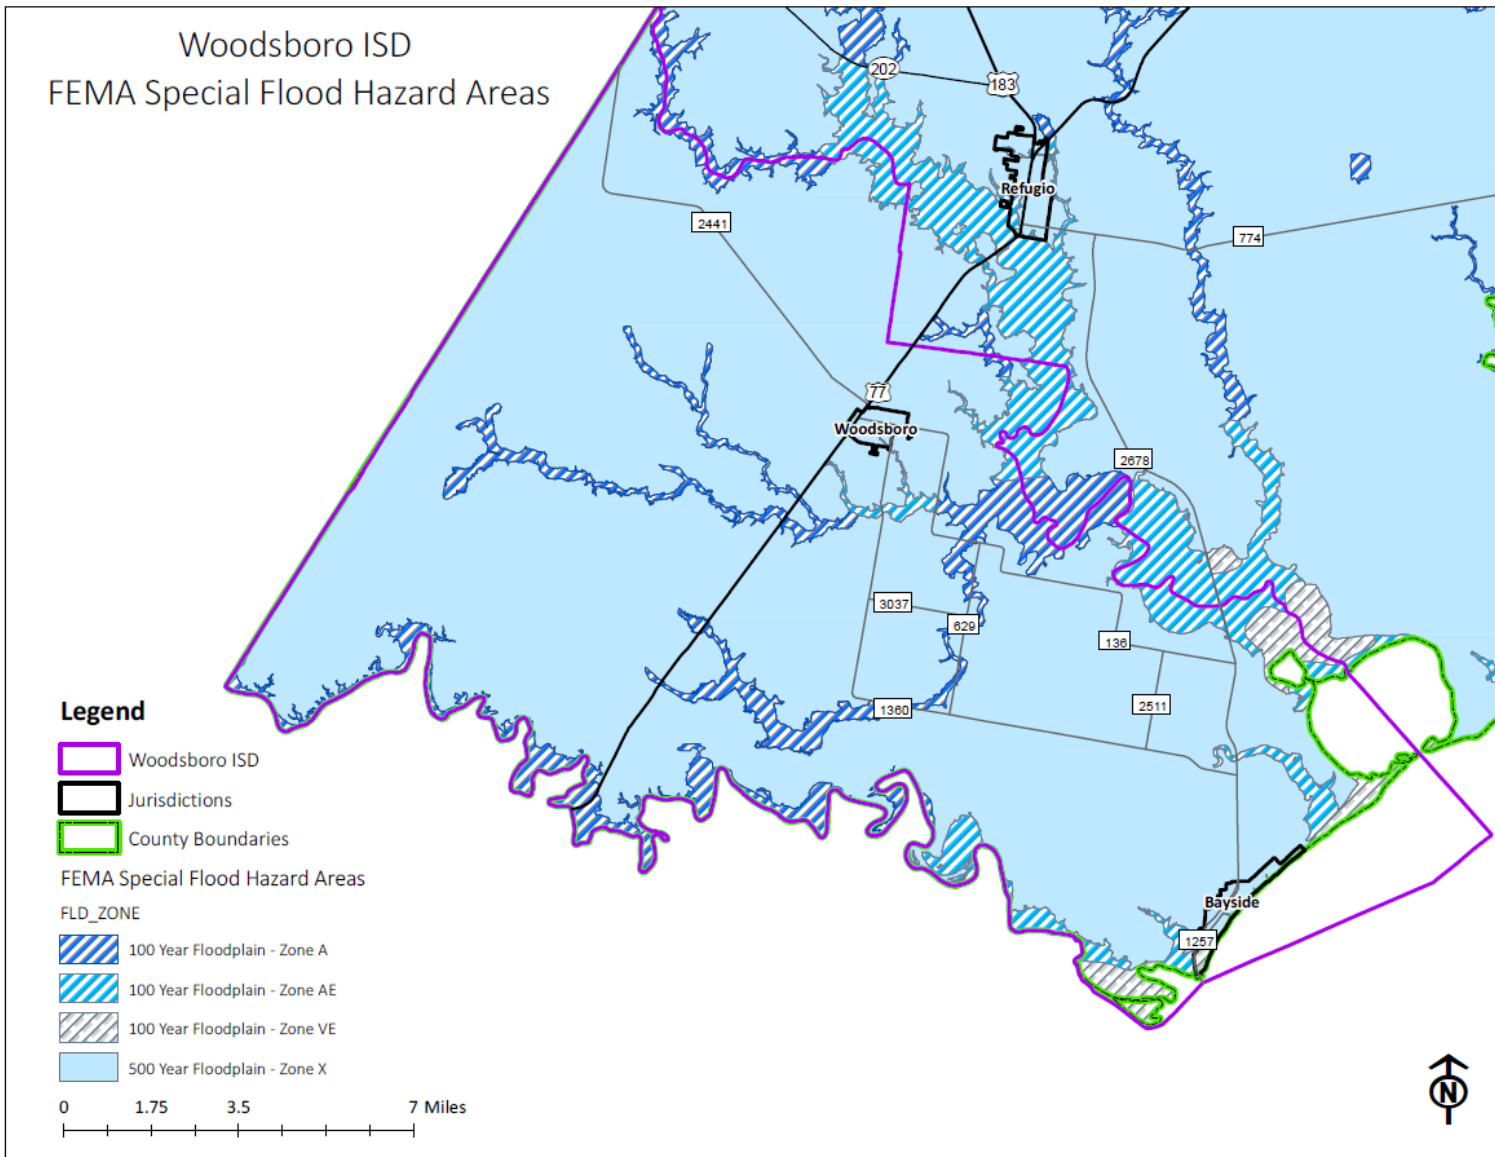 Woodsboro ISD
FEMA Special Flood Hazard Areas
202
183
Refugio
2441
774
77
Woodsboro
2678
3037
629
136
1360
2511
Bayside
1257
Legend
Woodsboro ISD
Jurisdictions
County Boundaries
FEMA Special Flood Hazard Areas
FLD_ZONE
100 Year Floodplain - Zone A
100 Year Floodplain - Zone AE
100 Year Floodplain - Zone VE
500 Year Floodplain - Zone X
0 1.75 3.5 7 Miles
N